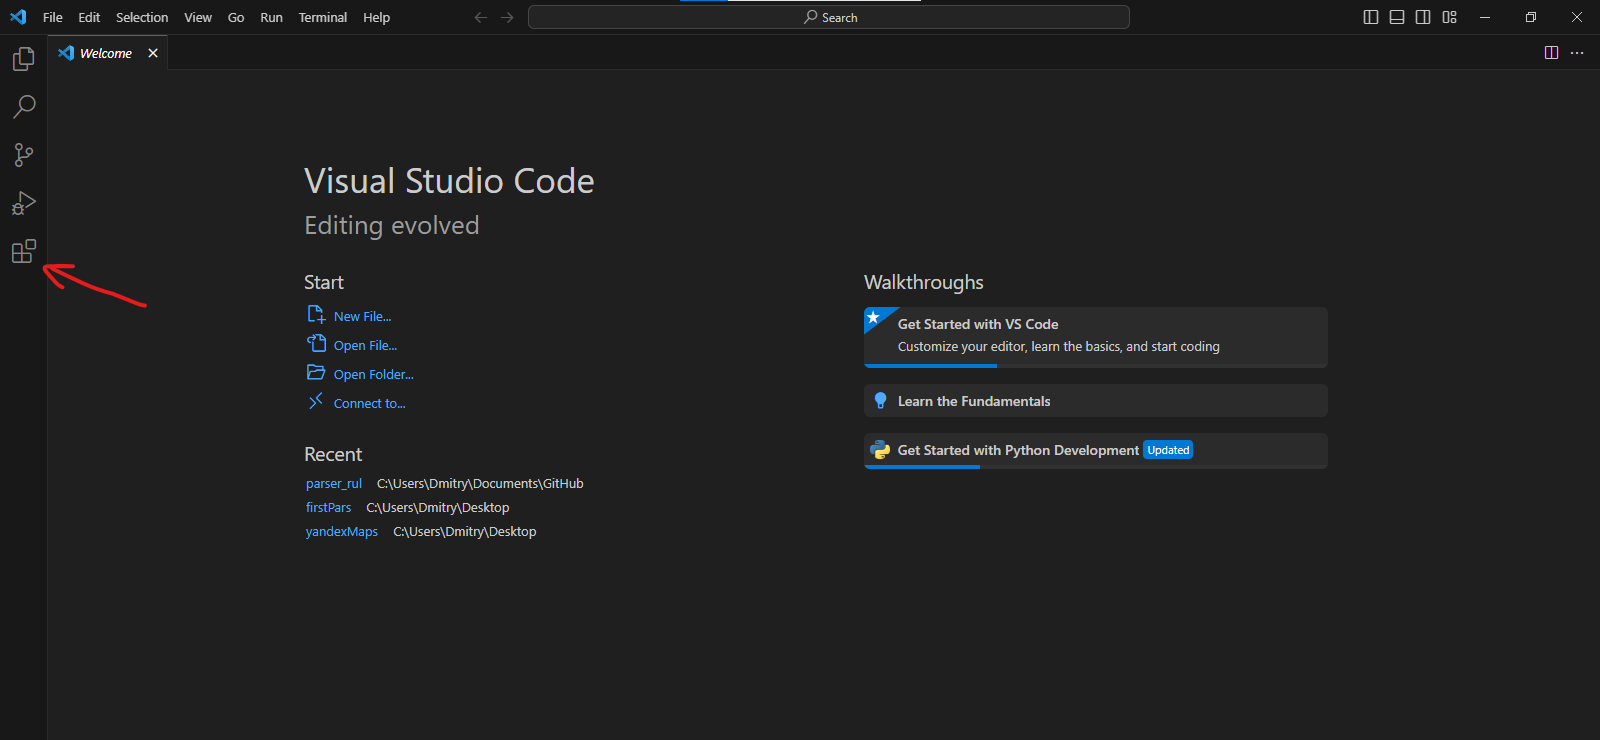 File Edit Selection View Go Run Terminal Help Search
Welcome
Visual Studio Code
Editing evolved
Start
New File...
Open File...
Open Folder...
Connect to...
Recent
parser_rul C:\Users\Dmitry\Documents\GitHub
firstPars C:\Users\Dmitry\Desktop
yandexMaps C:\Users\Dmitry\Desktop
Walkthroughs
Get Started with VS Code
Customize your editor, learn the basics, and start coding
Learn the Fundamentals
Get Started with Python Development Updated